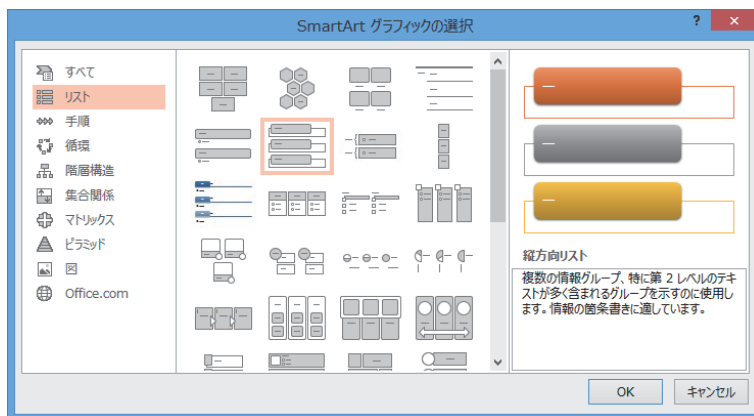 SmartArt グラフィックの選択
?
×
すべて
リスト
手順
循環
階層構造
集合関係
マトリックス
ピラミッド
図
Office.com
縦方向リスト
複数の情報グループ、特に第 2 レベルのテキ
ストが多く含まれるグループを示すのに使用し
ます。情報の箇条書きに適しています。
OK
キャンセル